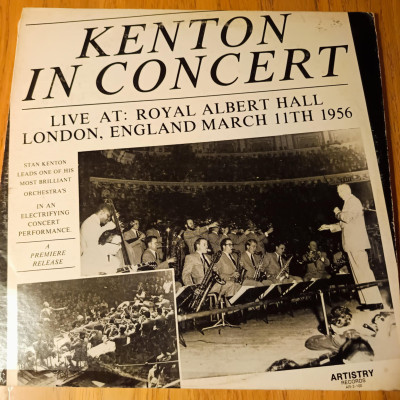 KENTON
IN CONCERT
LIVE AT: ROYAL ALBERT HALL
LONDON, ENGLAND MARCH 11TH 1956
STAN KENTON
LEADS ONE OF HIS
MOST BRILLIANT
ORCHESTRA'S
IN AN
ELECTRIFYING
CONCERT
PERFORMANCE.
A
PREMIERE
RELEASE
ARTISTRY
RECORDS